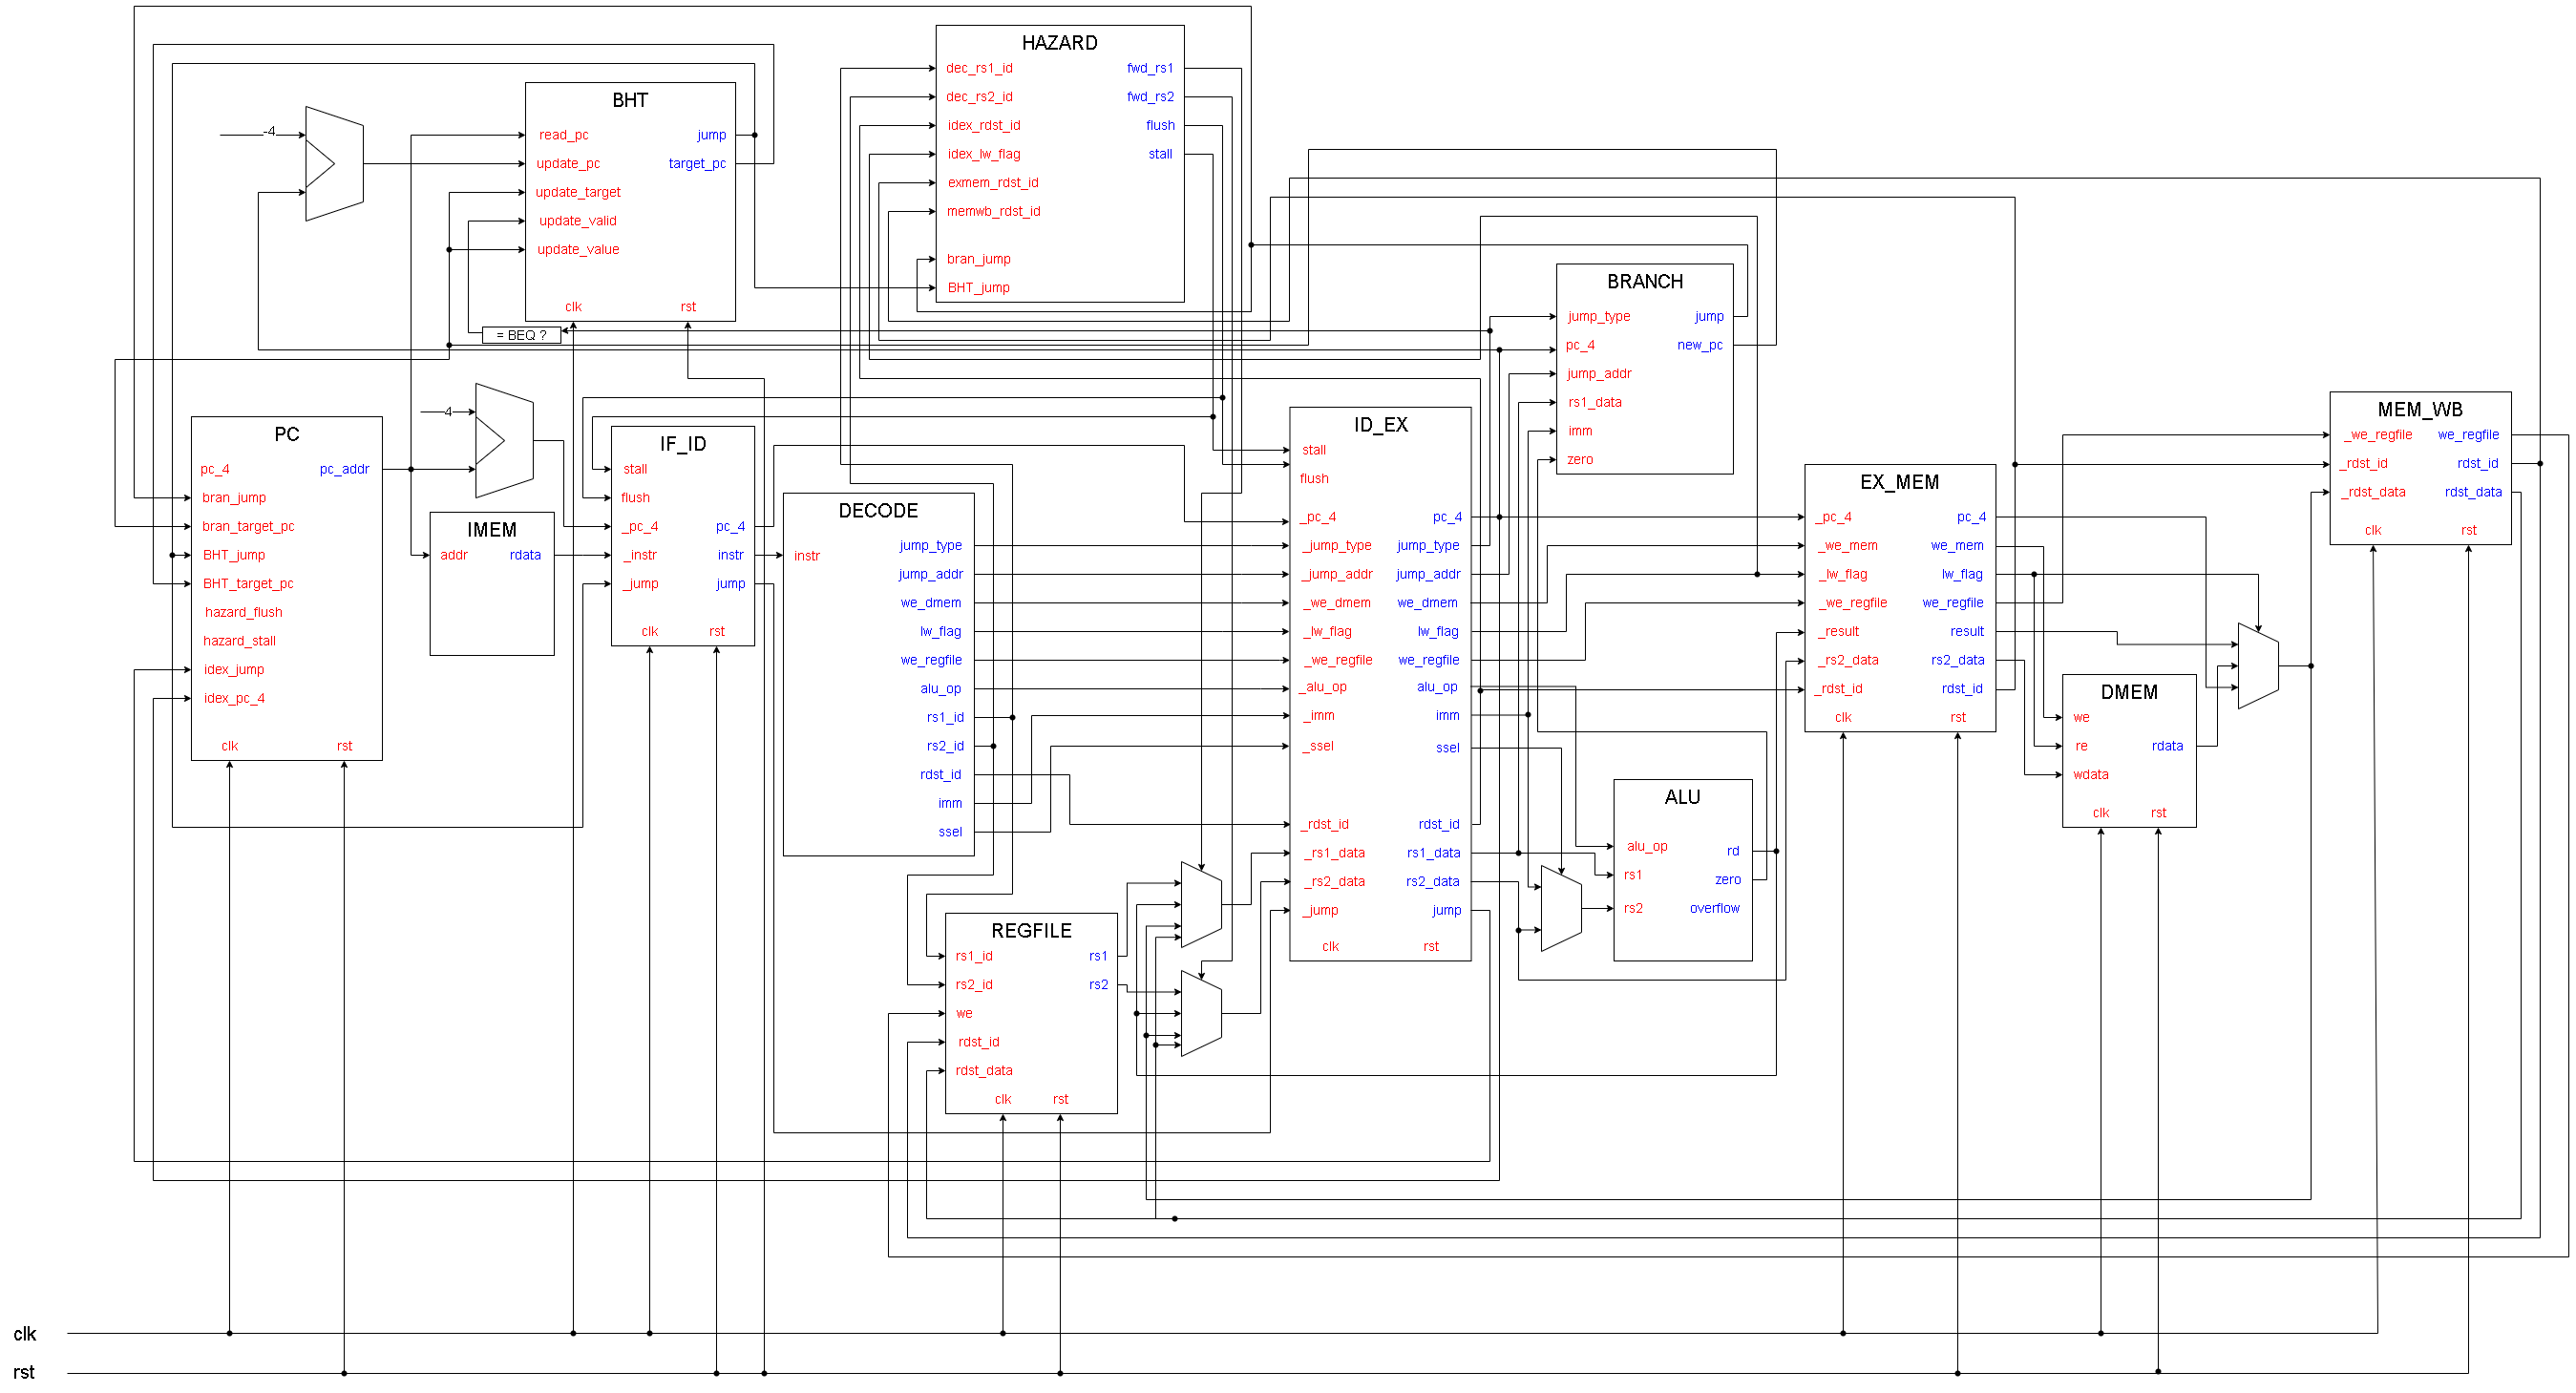 HAZARD
dec_rs1_id fwd_rs1
dec_rs2_id fwd_rs2
idex_rdst_id flush
idex_lw_flag stall
exmem_rdst_id
memwb_rdst_id
bran_jump
BHT_jump
BHT
-4
read_pc jump
update_pc target_pc
update_target
update_valid
update_value
clk rst
= BEQ ?
BRANCH
jump_type jump
pc_4 new_pc
jump_addr
rs1_data
imm
zero
PC
pc_4 pc_addr
bran_jump
bran_target_pc
BHT_jump
BHT_target_pc
hazard_flush
hazard_stall
idex_jump
idex_pc_4
clk rst
4
IMEM
addr rdata
IF_ID
stall
flush
_pc_4 pc_4
_instr instr
_jump jump
clk rst
DECODE
instr
jump_type
jump_addr
we_dmem
lw_flag
we_regfile
alu_op
rs1_id
rs2_id
rdst_id
imm
ssel
REGFILE
rs1_id rs1
rs2_id rs2
we
rdst_id
rdst_data
clk rst
ID_EX
stall
flush
_pc_4 pc_4
_jump_type jump_type
_jump_addr jump_addr
_we_dmem we_dmem
_lw_flag lw_flag
_we_regfile we_regfile
_alu_op alu_op
_imm imm
_ssel ssel
_rdst_id rdst_id
_rs1_data rs1_data
_rs2_data rs2_data
_jump jump
clk rst
ALU
alu_op rd
rs1 zero
rs2 overflow
EX_MEM
_pc_4 pc_4
_we_mem we_mem
_lw_flag lw_flag
_we_regfile we_regfile
_result result
_rs2_data rs2_data
_rdst_id rdst_id
clk rst
DMEM
we
re rdata
wdata
clk rst
MEM_WB
_we_regfile we_regfile
_rdst_id rdst_id
_rdst_data rdst_data
clk rst
clk
rst